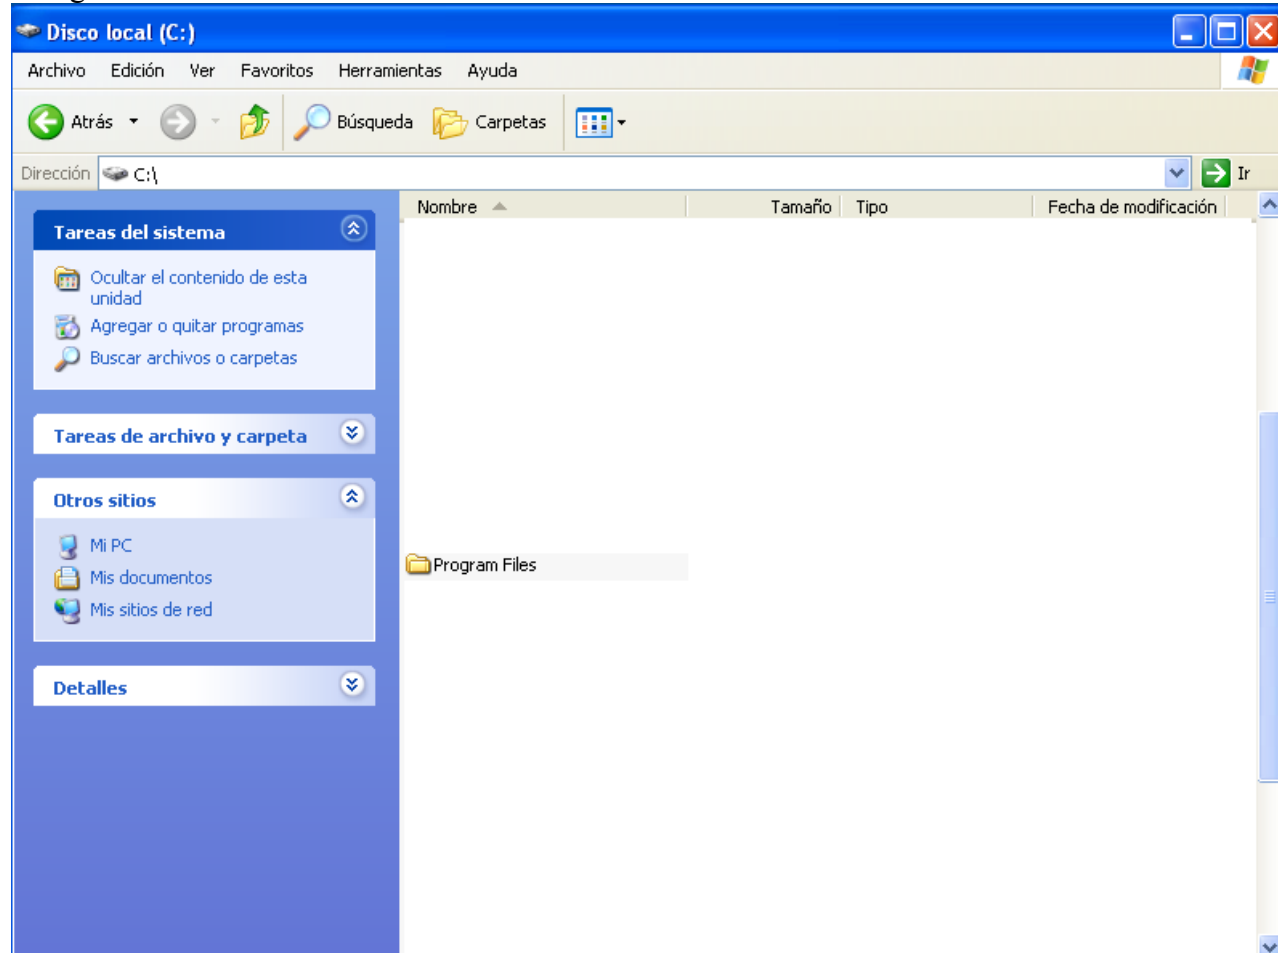 Disco local (C:)
Archivo Edición Ver Favoritos Herramientas Ayuda
Atrás Búsqueda Carpetas
Dirección C:\ Ir
Nombre Tamaño Tipo Fecha de modificación
Tareas del sistema
Ocultar el contenido de esta
unidad
Agregar o quitar programas
Buscar archivos o carpetas
Tareas de archivo y carpeta
Otros sitios
Mi PC
Mis documentos
Mis sitios de red
Program Files
Detalles